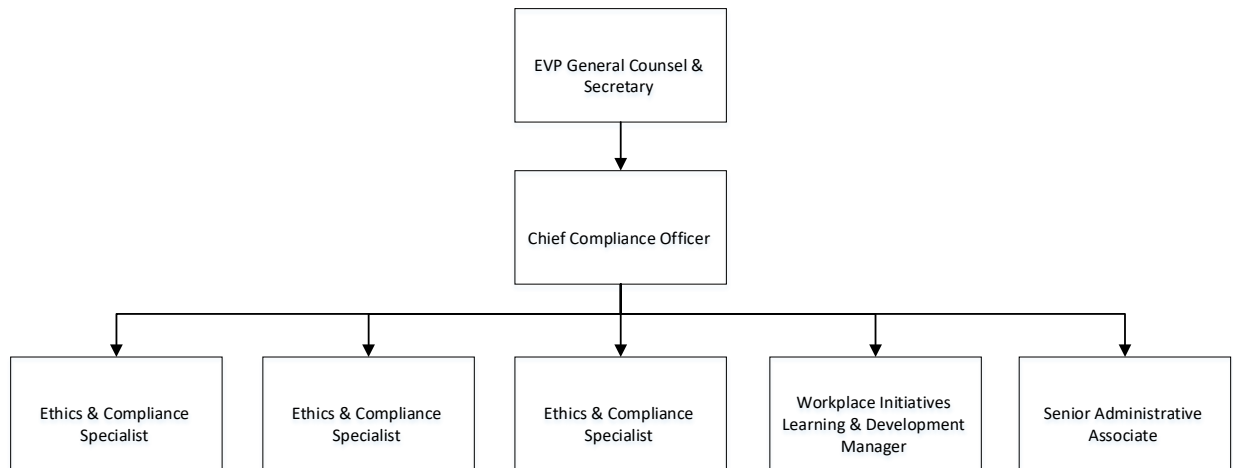 EVP General Counsel &
Secretary
Chief Compliance Officer
Ethics & Compliance
Specialist
Ethics & Compliance
Specialist
Ethics & Compliance
Specialist
Workplace Initiatives
Learning & Development
Manager
Senior Administrative
Associate